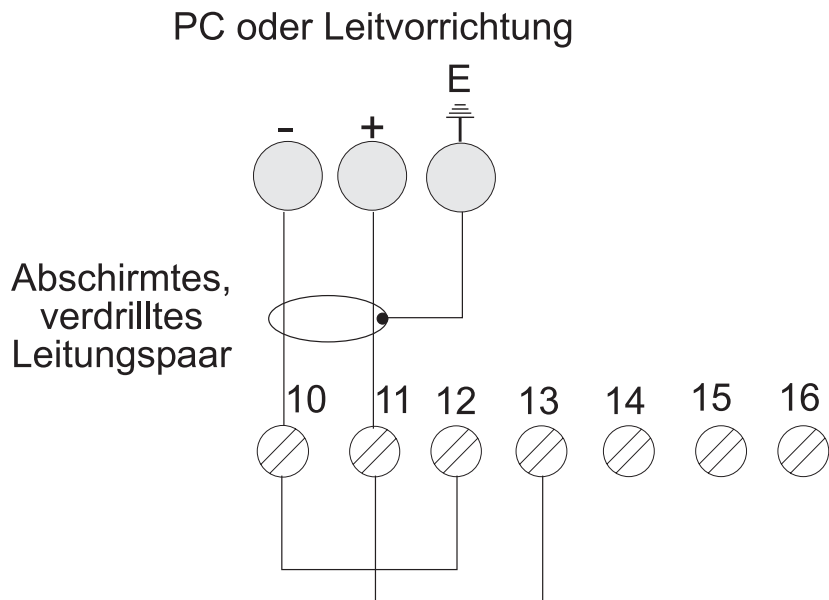 PC oder Leitvorrichtung
E
- +
Abschirmtes,
verdrilltes
Leitungspaar
10 11 12 13 14 15 16